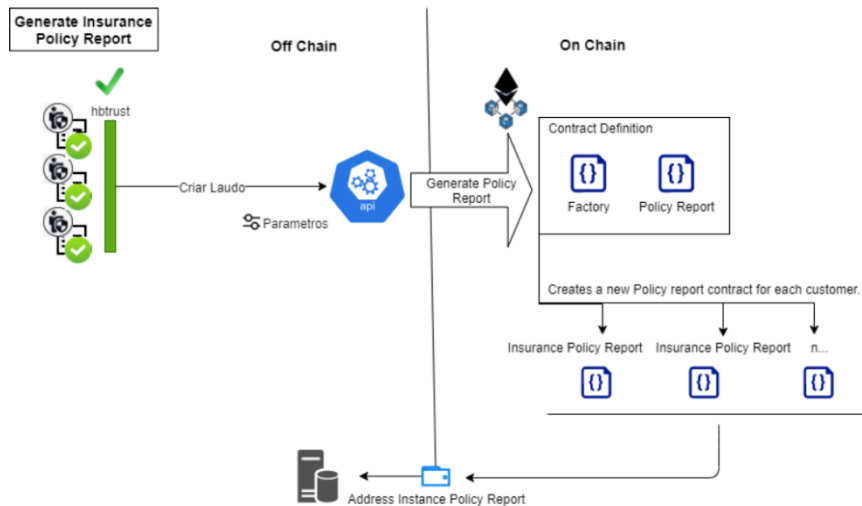 Generate Insurance
Policy Report
Off Chain
On Chain
hbtrust
Criar Laudo
Parametros
api
Generate Policy
Report
Contract Definition
{}
{}
Factory
Policy Report
Creates a new Policy report contract for each customer.
Insurance Policy Report
Insurance Policy Report
n...
{}
{}
{}
Address Instance Policy Report